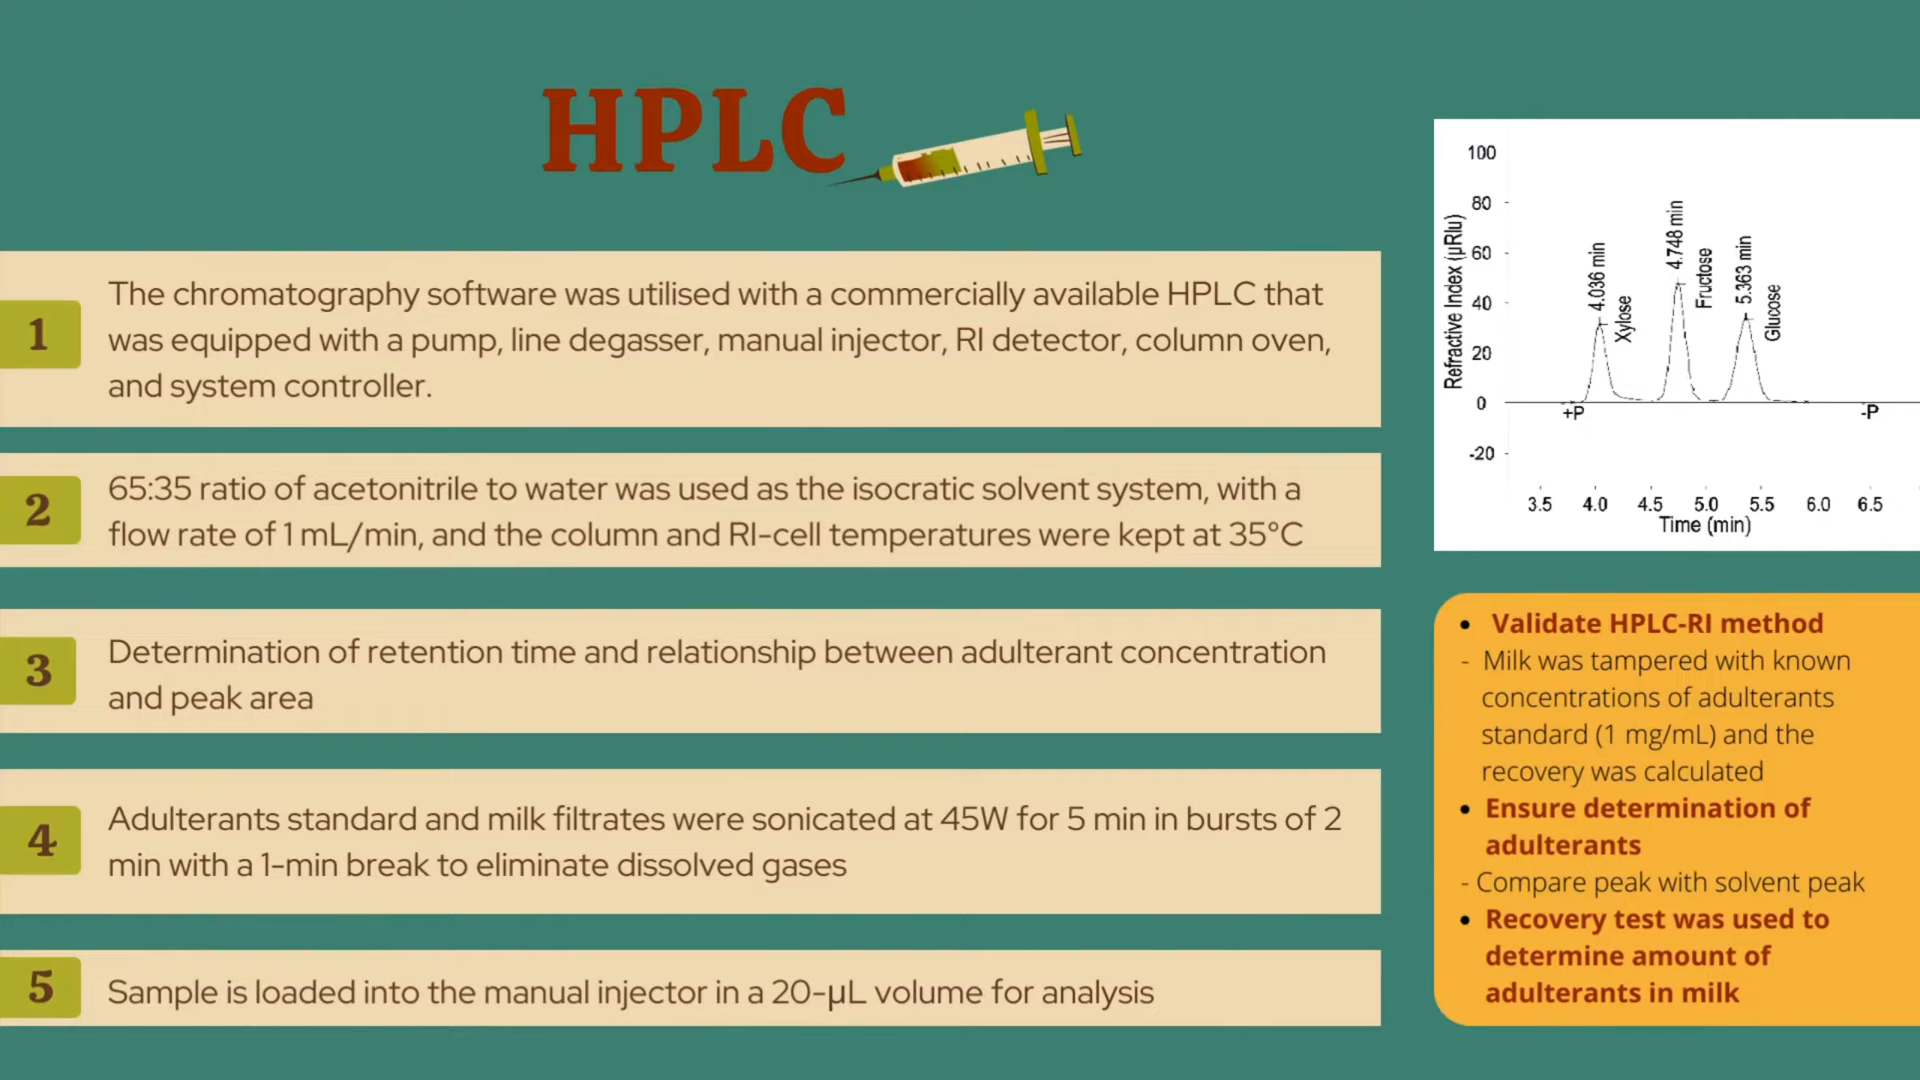 HPLC
1
The chromatography software was utilised with a commercially available HPLC that
was equipped with a pump, line degasser, manual injector, RI detector, column oven,
and system controller.
2
65:35 ratio of acetonitrile to water was used as the isocratic solvent system, with a
flow rate of 1 mL/min, and the column and RI-cell temperatures were kept at 35°C
3
Determination of retention time and relationship between adulterant concentration
and peak area
4
Adulterants standard and milk filtrates were sonicated at 45W for 5 min in bursts of 2
min with a 1-min break to eliminate dissolved gases
5
Sample is loaded into the manual injector in a 20-µL volume for analysis
Refractive Index (µRIu)
100
80
60
40
20
0
-20
4.036 min
Xylose
4.748 min
Fructose
5.363 min
Glucose
+P
-P
3.5 4.0 4.5 5.0 5.5 6.0 6.5
Time (min)
• Validate HPLC-RI method
- Milk was tampered with known
concentrations of adulterants
standard (1 mg/mL) and the
recovery was calculated
• Ensure determination of
adulterants
- Compare peak with solvent peak
• Recovery test was used to
determine amount of
adulterants in milk